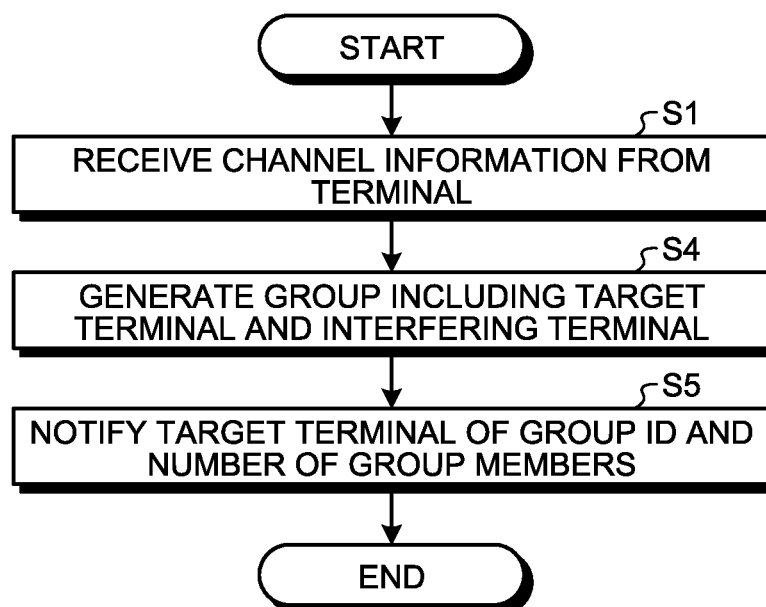 START
S1
RECEIVE CHANNEL INFORMATION FROM
TERMINAL
S4
GENERATE GROUP INCLUDING TARGET
TERMINAL AND INTERFERING TERMINAL
S5
NOTIFY TARGET TERMINAL OF GROUP ID AND
NUMBER OF GROUP MEMBERS
END